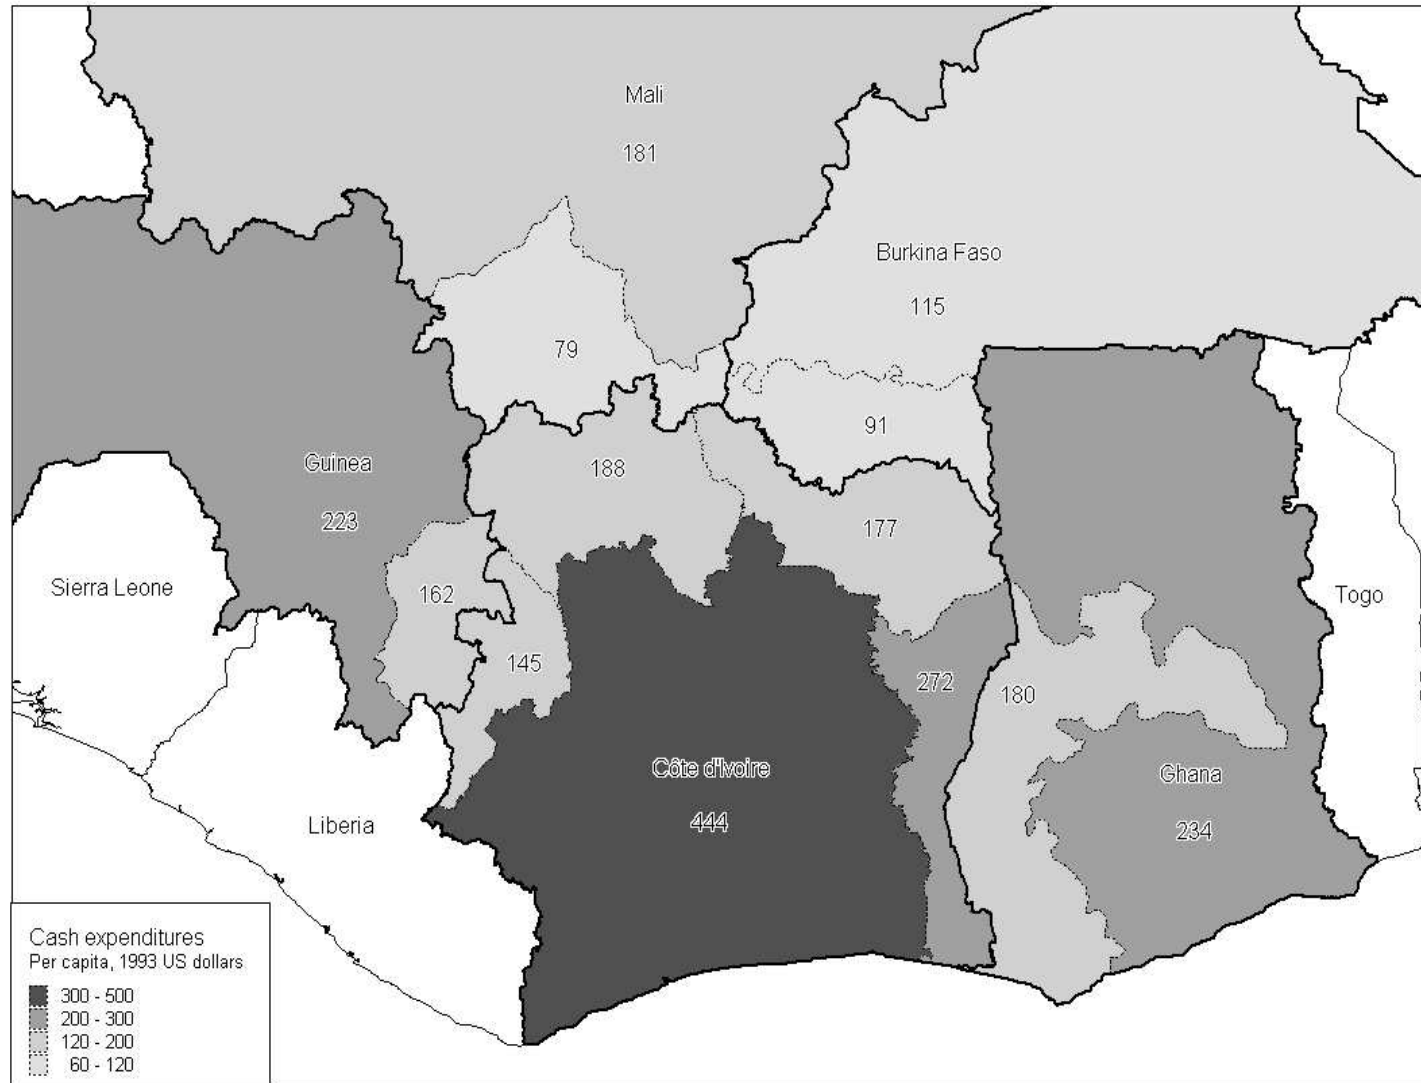 Mali
181
Burkina Faso
115
79
91
Guinea
223
188
177
162
Sierra Leone
Togo
145
272
180
Côte d'Ivoire
444
Ghana
234
Liberia
Cash expenditures
Per capita, 1993 US dollars
300 - 500
200 - 300
120 - 200
60 - 120